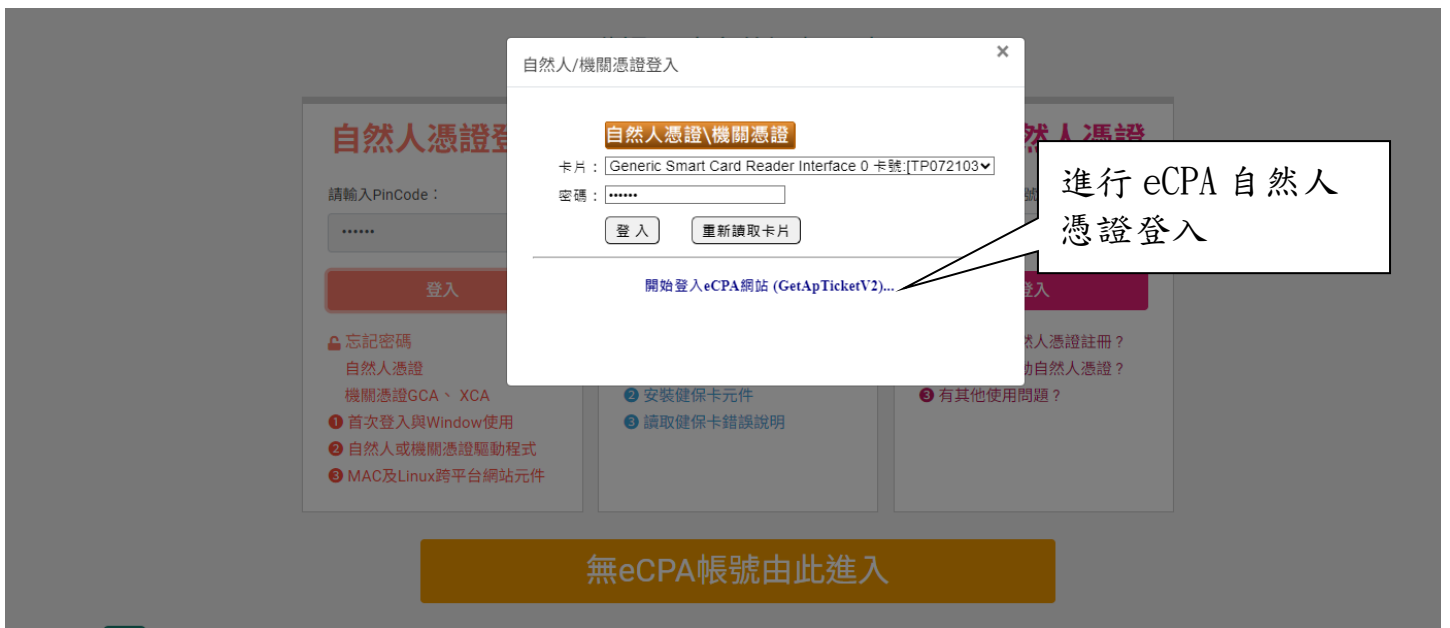 自然人/機關憑證登入
×
自然人憑證\機關憑證
卡片：
Generic Smart Card Reader Interface 0 卡號:[TP072103
密碼：
••••••
登 入
重新讀取卡片
開始登入eCPA網站 (GetApTicketV2)...
進行 eCPA 自然人
憑證登入
自然人憑證登
請輸入PinCode：
••••••
登入
忘記密碼
自然人憑證
機關憑證GCA、 XCA
❶ 首次登入與Window使用
❷ 自然人或機關憑證驅動程式
❸ MAC及Linux跨平台網站元件
❷ 安裝健保卡元件
❸ 讀取健保卡錯誤說明
然人憑證
登入
然人憑證註冊？
動自然人憑證？
❸ 有其他使用問題？
無eCPA帳號由此進入